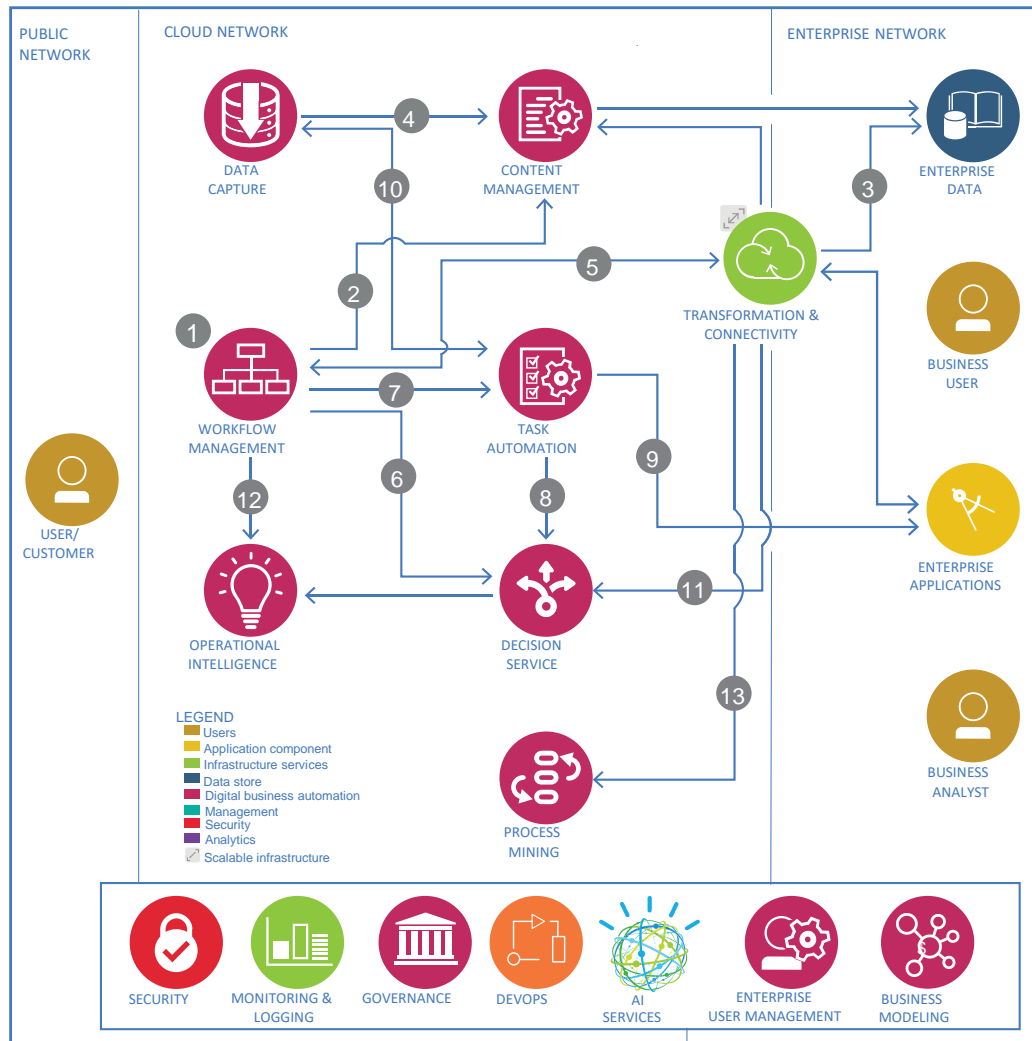 PUBLIC
NETWORK
CLOUD NETWORK
ENTERPRISE NETWORK
4
DATA
CAPTURE
CONTENT
MANAGEMENT
ENTERPRISE
DATA
10
3
5
2
TRANSFORMATION &
CONNECTIVITY
1
BUSINESS
USER
7
WORKFLOW
MANAGEMENT
TASK
AUTOMATION
9
6
12
8
USER/
CUSTOMER
ENTERPRISE
APPLICATIONS
11
OPERATIONAL
INTELLIGENCE
DECISION
SERVICE
13
LEGEND
Users
Application component
Infrastructure services
Data store
Digital business automation
Management
Security
Analytics
Scalable infrastructure
BUSINESS
ANALYST
PROCESS
MINING
S
SECURITY
MONITORING &
LOGGING
GOVERNANCE
DEVOPS
AI
SERVICES
ENTERPRISE
USER MANAGEMENT
BUSINESS
MODELING